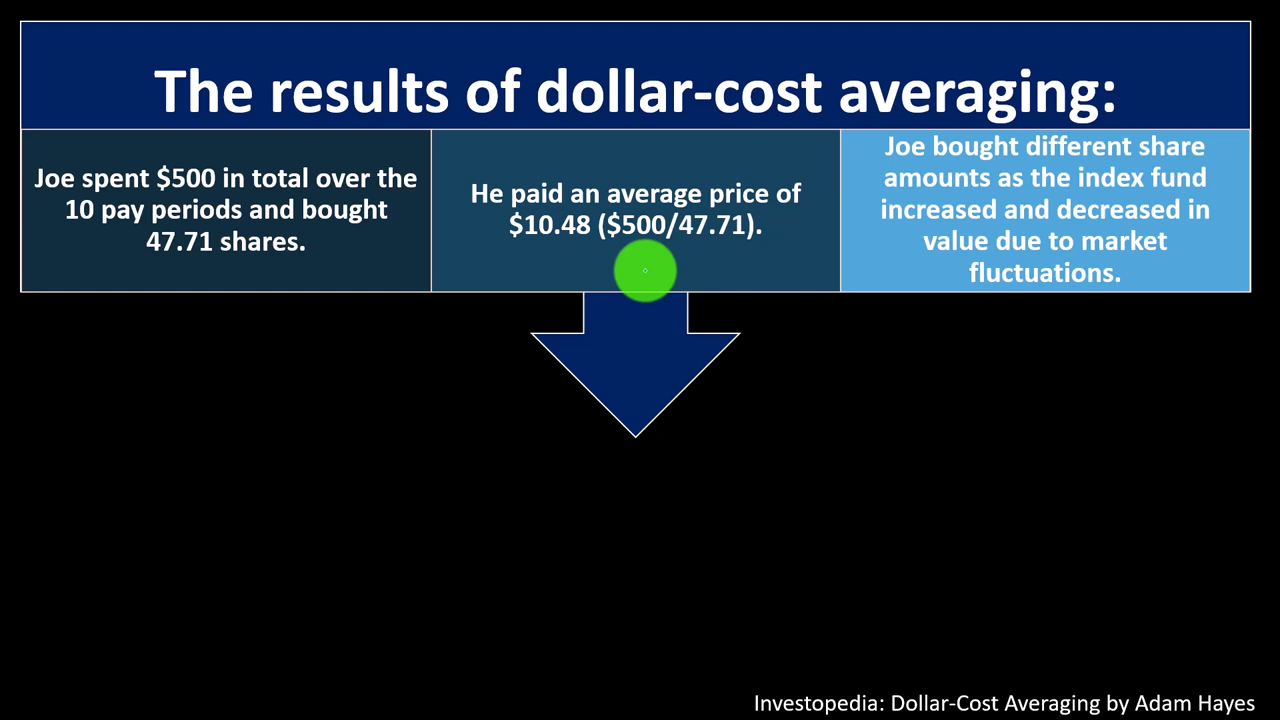 The results of dollar-cost averaging:
Joe spent $500 in total over the
10 pay periods and bought
47.71 shares.
He paid an average price of
$10.48 ($500/47.71).
Joe bought different share
amounts as the index fund
increased and decreased in
value due to market
fluctuations.
Investopedia: Dollar-Cost Averaging by Adam Hayes